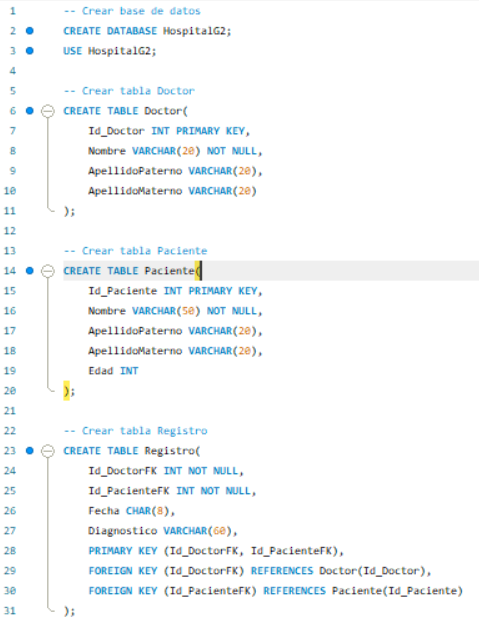 1 -- Crear base de datos
2 CREATE DATABASE HospitalG2;
3 USE HospitalG2;
4
5 -- Crear tabla Doctor
6 CREATE TABLE Doctor(
7 Id_Doctor INT PRIMARY KEY,
8 Nombre VARCHAR(20) NOT NULL,
9 ApellidoPaterno VARCHAR(20),
10 ApellidoMaterno VARCHAR(20)
11 );
12
13 -- Crear tabla Paciente
14 CREATE TABLE Paciente(
15 Id_Paciente INT PRIMARY KEY,
16 Nombre VARCHAR(50) NOT NULL,
17 ApellidoPaterno VARCHAR(20),
18 ApellidoMaterno VARCHAR(20),
19 Edad INT
20 );
21
22 -- Crear tabla Registro
23 CREATE TABLE Registro(
24 Id_DoctorFK INT NOT NULL,
25 Id_PacienteFK INT NOT NULL,
26 Fecha CHAR(8),
27 Diagnostico VARCHAR(60),
28 PRIMARY KEY (Id_DoctorFK, Id_PacienteFK),
29 FOREIGN KEY (Id_DoctorFK) REFERENCES Doctor(Id_Doctor),
30 FOREIGN KEY (Id_PacienteFK) REFERENCES Paciente(Id_Paciente)
31 );